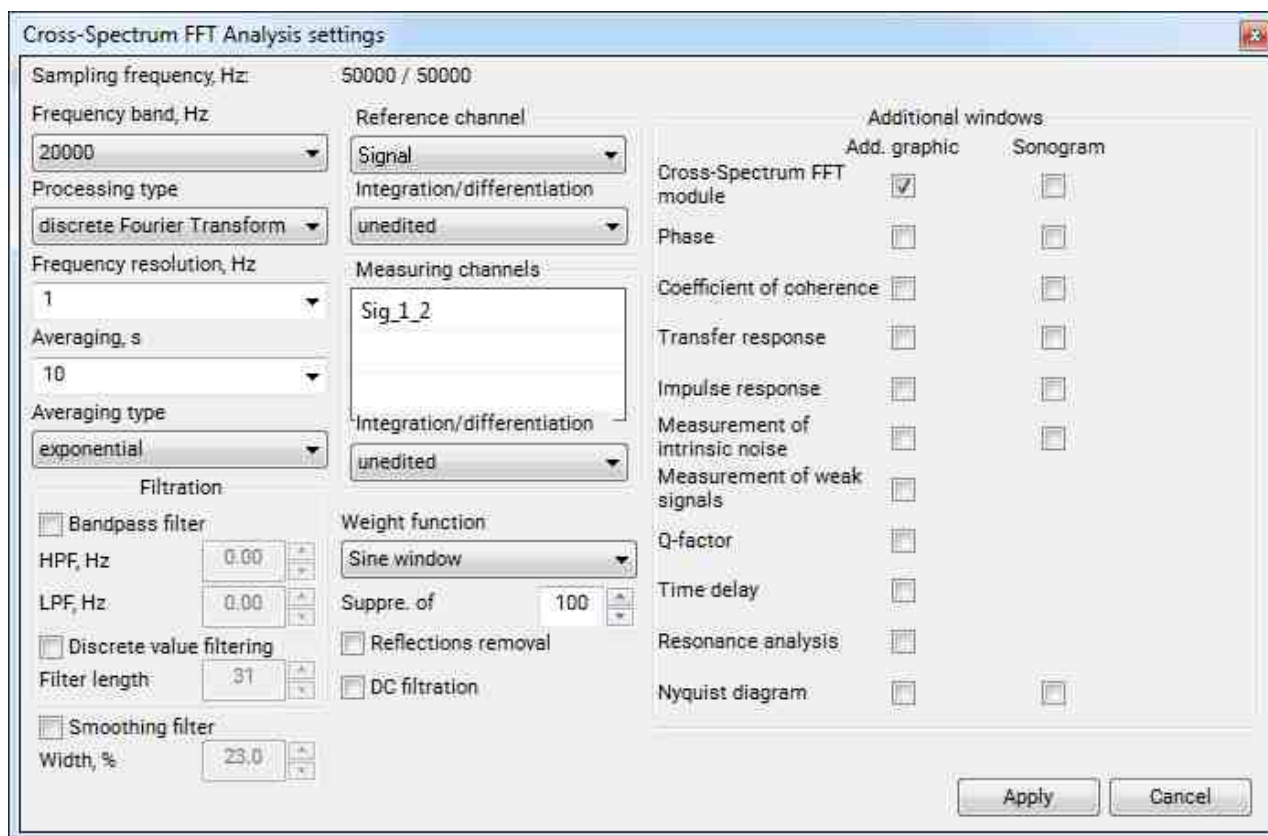 Cross-Spectrum FFT Analysis settings
Sampling frequency, Hz: 50000 / 50000
Frequency band, Hz
20000
Processing type
discrete Fourier Transform
Frequency resolution, Hz
1
Averaging, s
10
Averaging type
exponential
Filtration
Bandpass filter
HPF, Hz 0.00
LPF, Hz 0.00
Discrete value filtering
Filter length 31
Smoothing filter
Width, % 23.0
Reference channel
Signal
Integration/differentiation
unedited
Measuring channels
Sig_1_2
Integration/differentiation
unedited
Weight function
Sine window
Suppre. of 100
Reflections removal
DC filtration
Additional windows
Add. graphic Sonogram
Cross-Spectrum FFT
module
Phase
Coefficient of coherence
Transfer response
Impulse response
Measurement of
intrinsic noise
Measurement of weak
signals
Q-factor
Time delay
Resonance analysis
Nyquist diagram
Apply Cancel